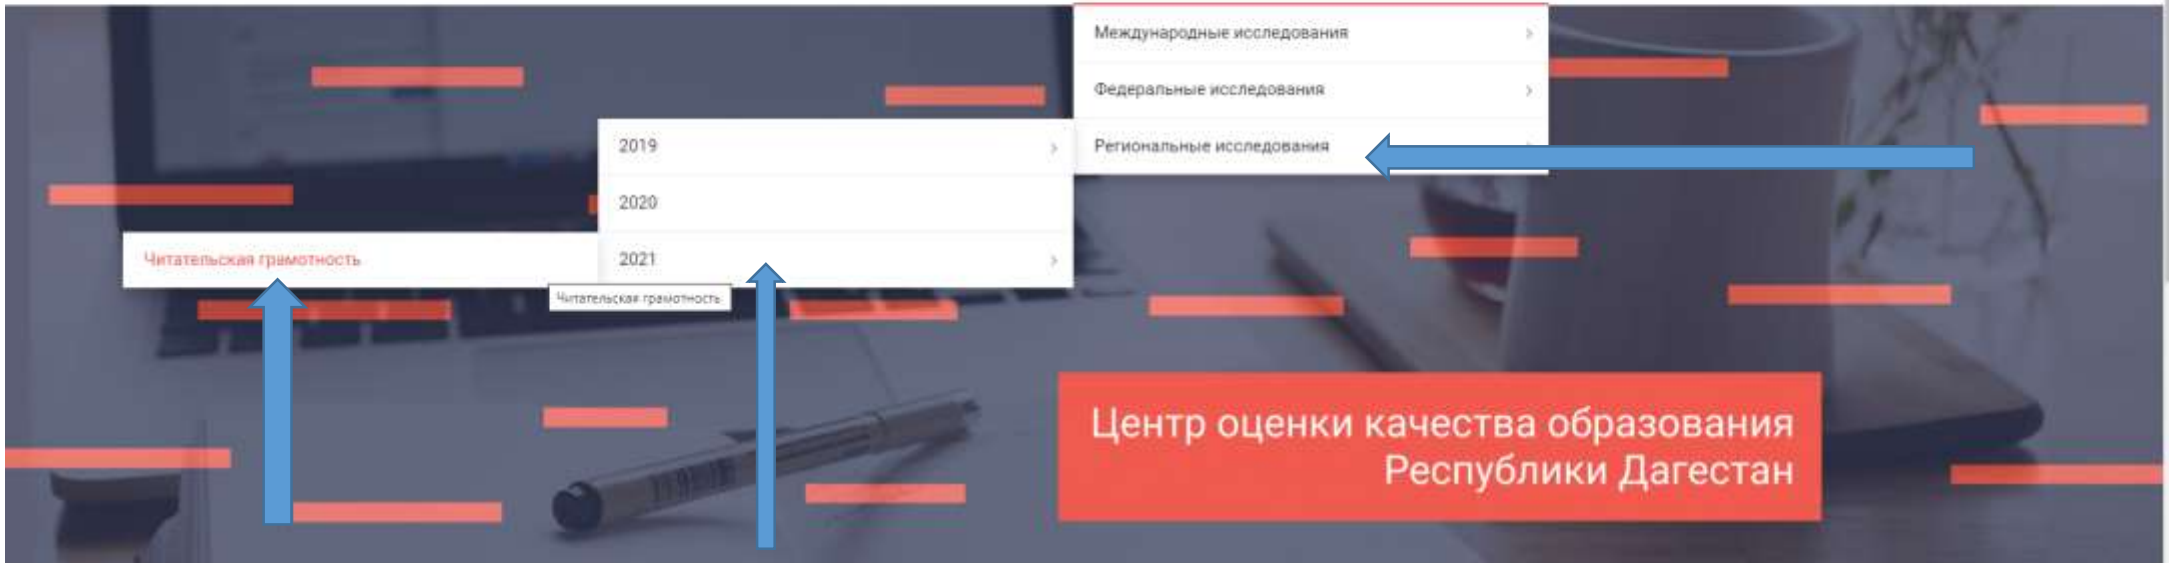 Международные исследования
Федеральные исследования
Региональные исследования
2019
2020
2021
Читательская грамотность
Читательская грамотность
Центр оценки качества образования
Республики Дагестан